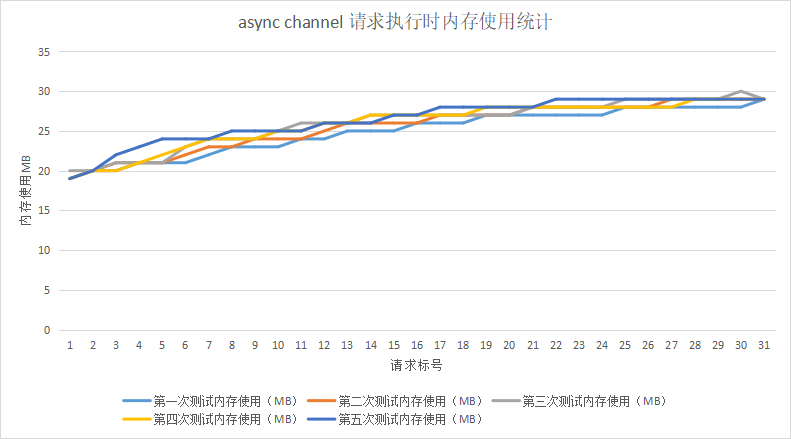 async channel 请求执行时内存使用统计
35
30
25
20
15
10
5
0
内存使用MB
1 2 3 4 5 6 7 8 9 10 11 12 13 14 15 16 17 18 19 20 21 22 23 24 25 26 27 28 29 30 31
请求标号
第一次测试内存使用（MB） 第二次测试内存使用（MB） 第三次测试内存使用（MB）
第四次测试内存使用（MB） 第五次测试内存使用（MB）